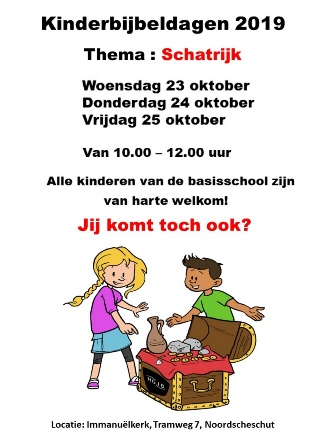 Kinderbijbeldagen 2019
Thema : Schatrijk
Woensdag 23 oktober
Donderdag 24 oktober
Vrijdag 25 oktober
Van 10.00 – 12.00 uur
Alle kinderen van de basisschool zijn
van harte welkom!
Jij komt toch ook?
Locatie: Immanuëlkerk, Tramweg 7, Noordscheschut